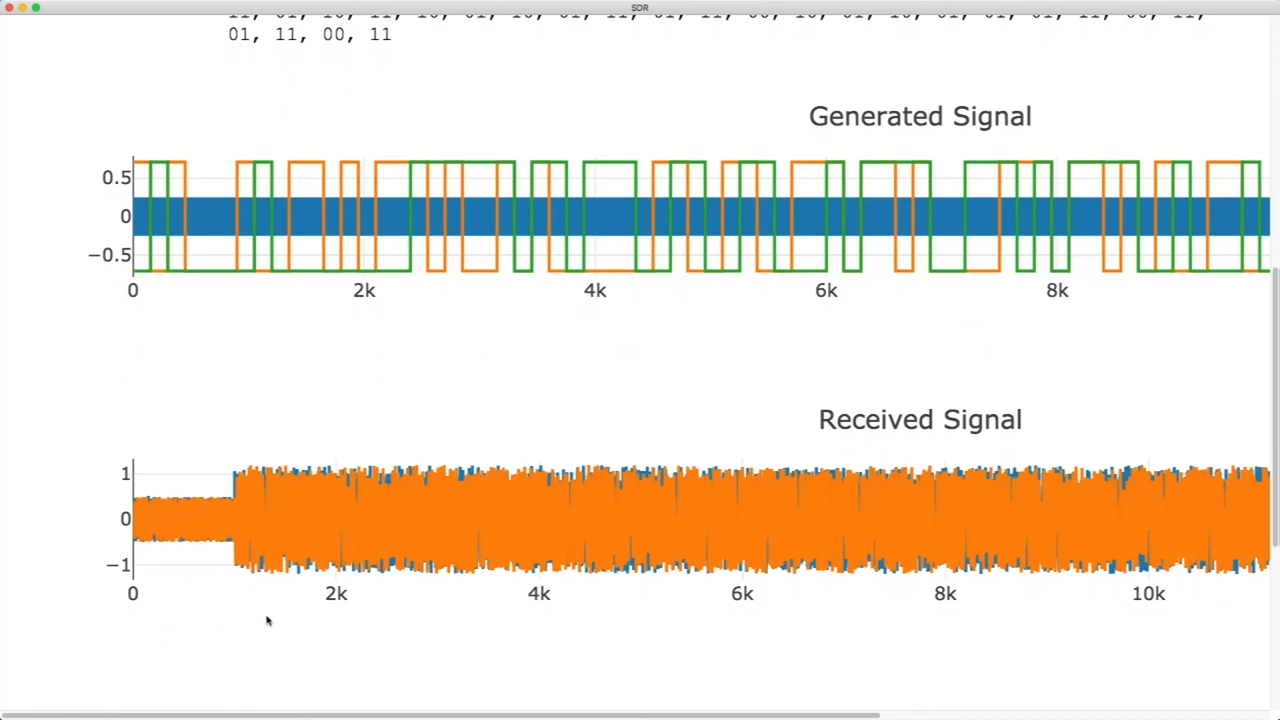 SDR
01, 11, 00, 11
Generated Signal
0.5
0
−0.5
0 2k 4k 6k 8k
Received Signal
1
0
−1
0 2k 4k 6k 8k 10k